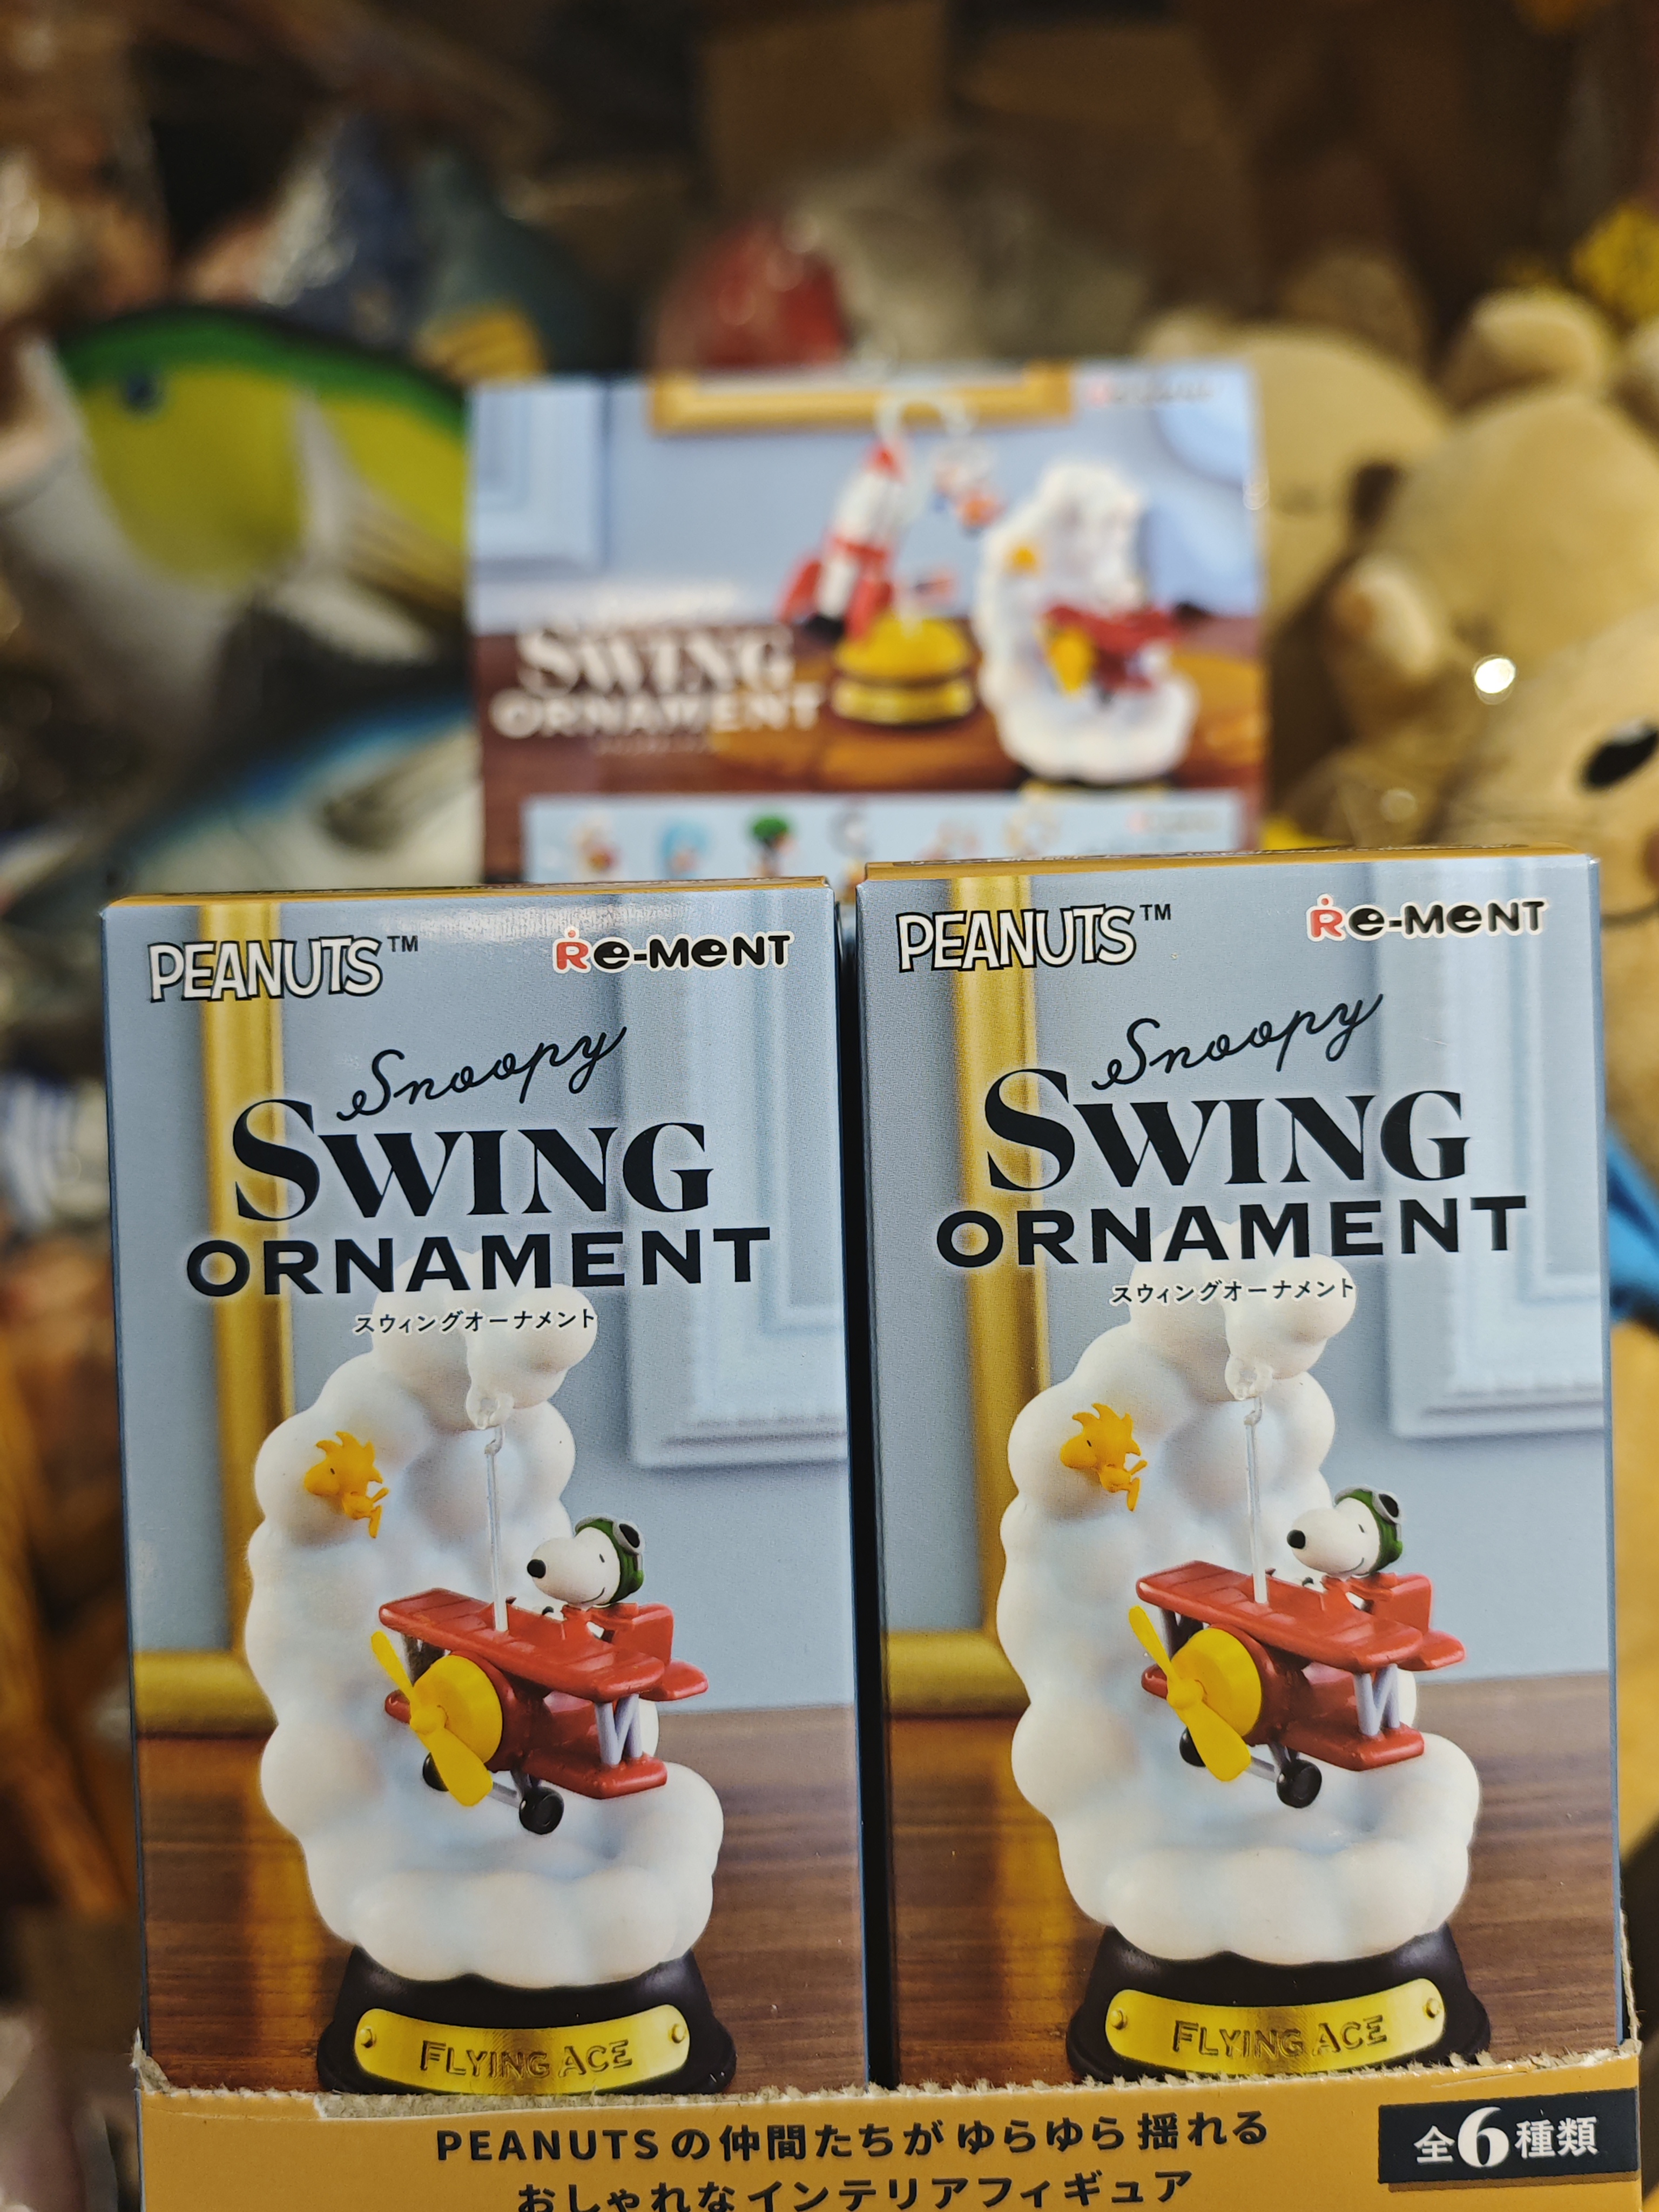 SWING
ORNAMENT
PEANUTS™ Re-MeNT
Snoopy
SWING
ORNAMENT
スウィングオーナメント
FLYING ACE
PEANUTS™ Re-MeNT
Snoopy
SWING
ORNAMENT
スウィングオーナメント
FLYING ACE
PEANUTSの仲間たちがゆらゆら揺れる
おしゃれなインテリアフィギュア
全6種類